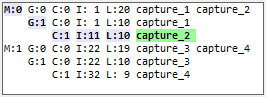 M:0 G:0 C:0 I: 1 L:20 capture_1 capture_2
G:1 C:0 I: 1 L:10 capture_1
C:1 I:11 L:10 capture_2
M:1 G:0 C:0 I:22 L:19 capture_3 capture_4
G:1 C:0 I:22 L:10 capture_3
C:1 I:32 L: 9 capture_4